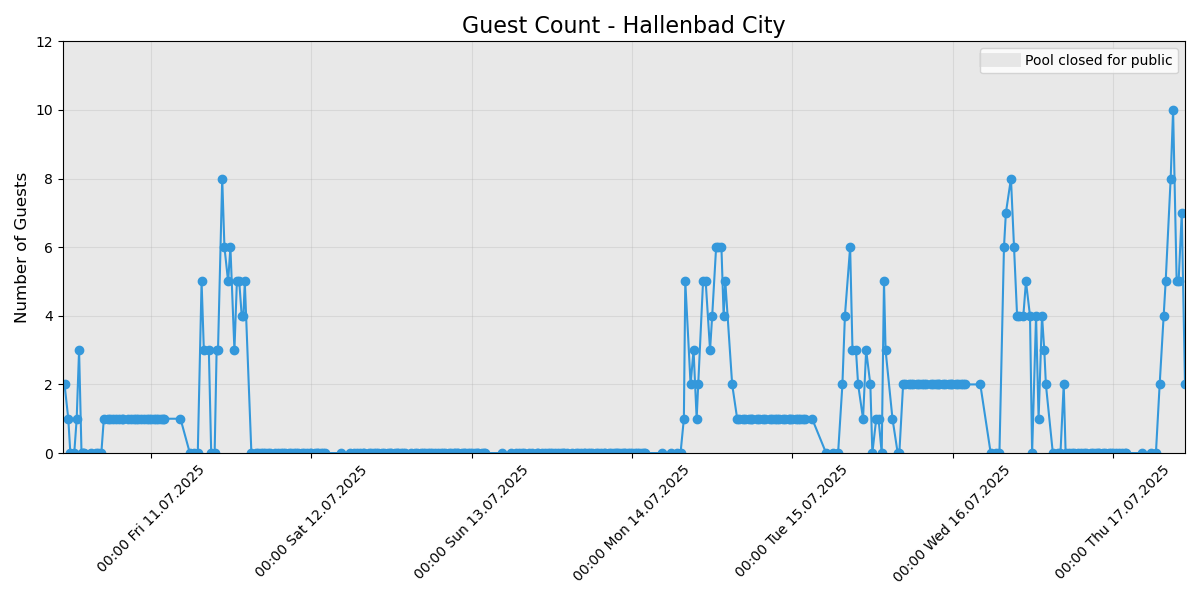 Guest Count - Hallenbad City
Pool closed for public
Number of Guests
12
10
8
6
4
2
0
00:00 Fri 11.07.2025
00:00 Sat 12.07.2025
00:00 Sun 13.07.2025
00:00 Mon 14.07.2025
00:00 Tue 15.07.2025
00:00 Wed 16.07.2025
00:00 Thu 17.07.2025